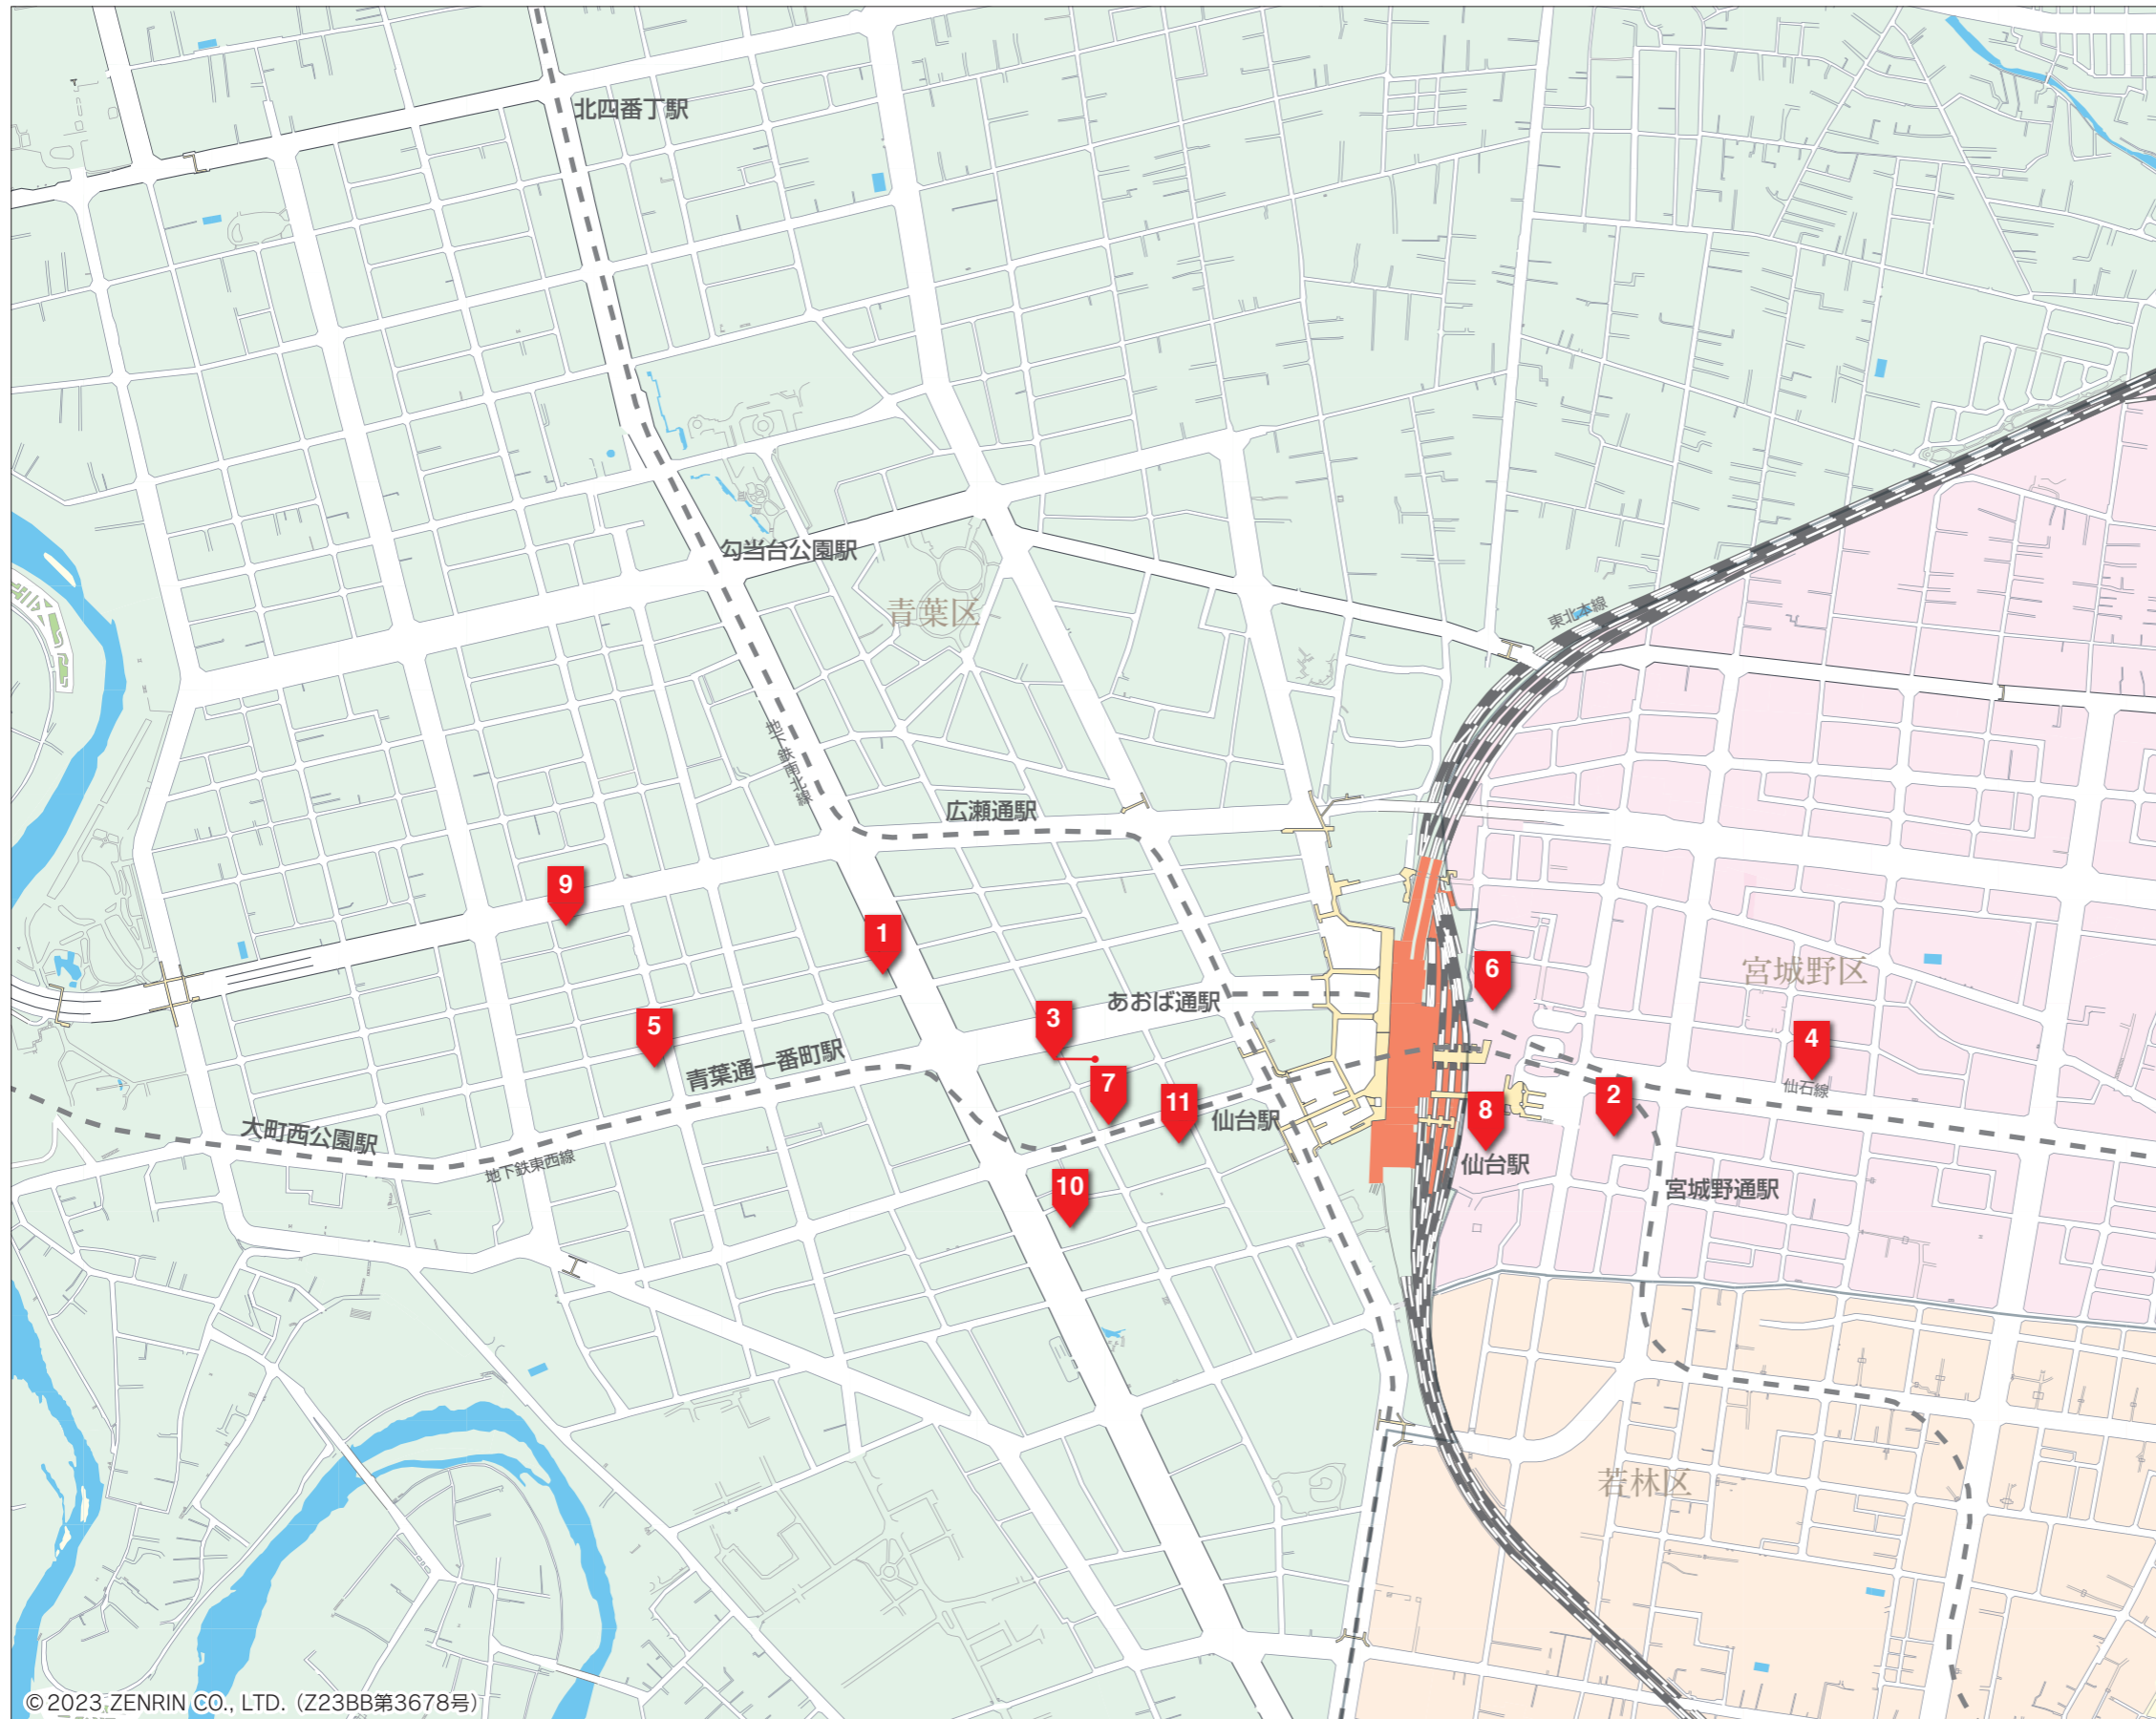 北四番丁駅
勾当台公園駅
青葉区
東北本線
地下鉄南北線
広瀬通駅
9
1
6
宮城野区
あおば通駅
3
5
4
青葉通一番町駅
7
仙石線
11
8
2
仙台駅
大町西公園駅
地下鉄東西線
仙台駅
10
宮城野通駅
若林区
©2023 ZENRIN CO., LTD. (Z23BB第3678号)